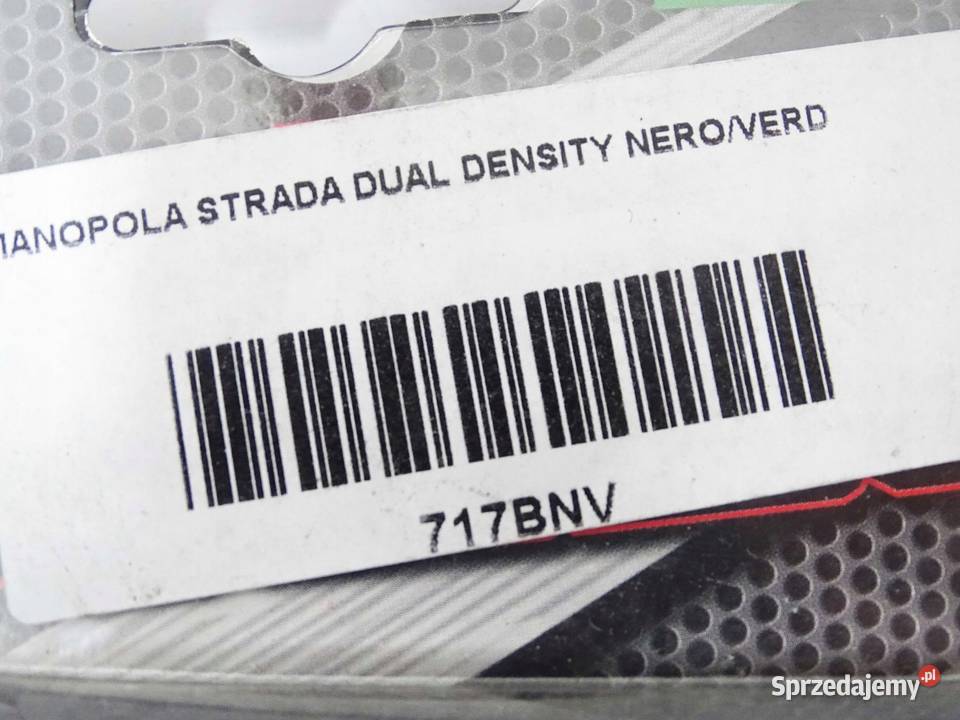 MANOPOLA STRADA DUAL DENSITY NERO/VERD
717BNV
Sprzedajemy.pl